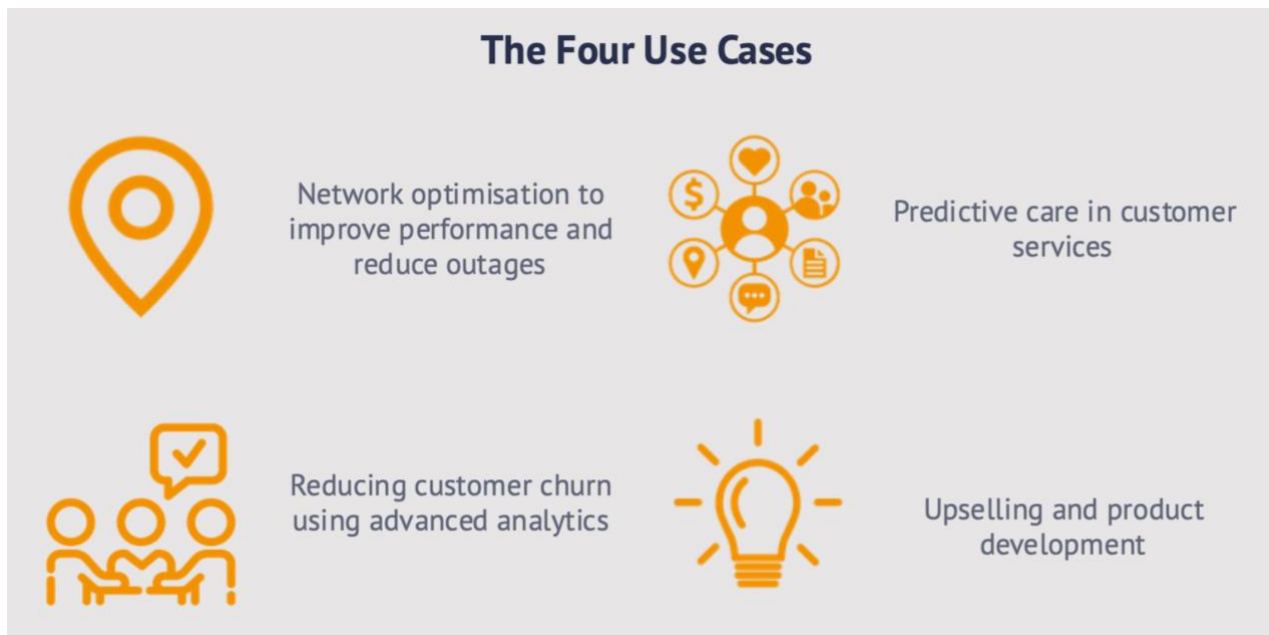 The Four Use Cases
Network optimisation to
improve performance and
reduce outages
Predictive care in customer
services
Reducing customer churn
using advanced analytics
Upselling and product
development